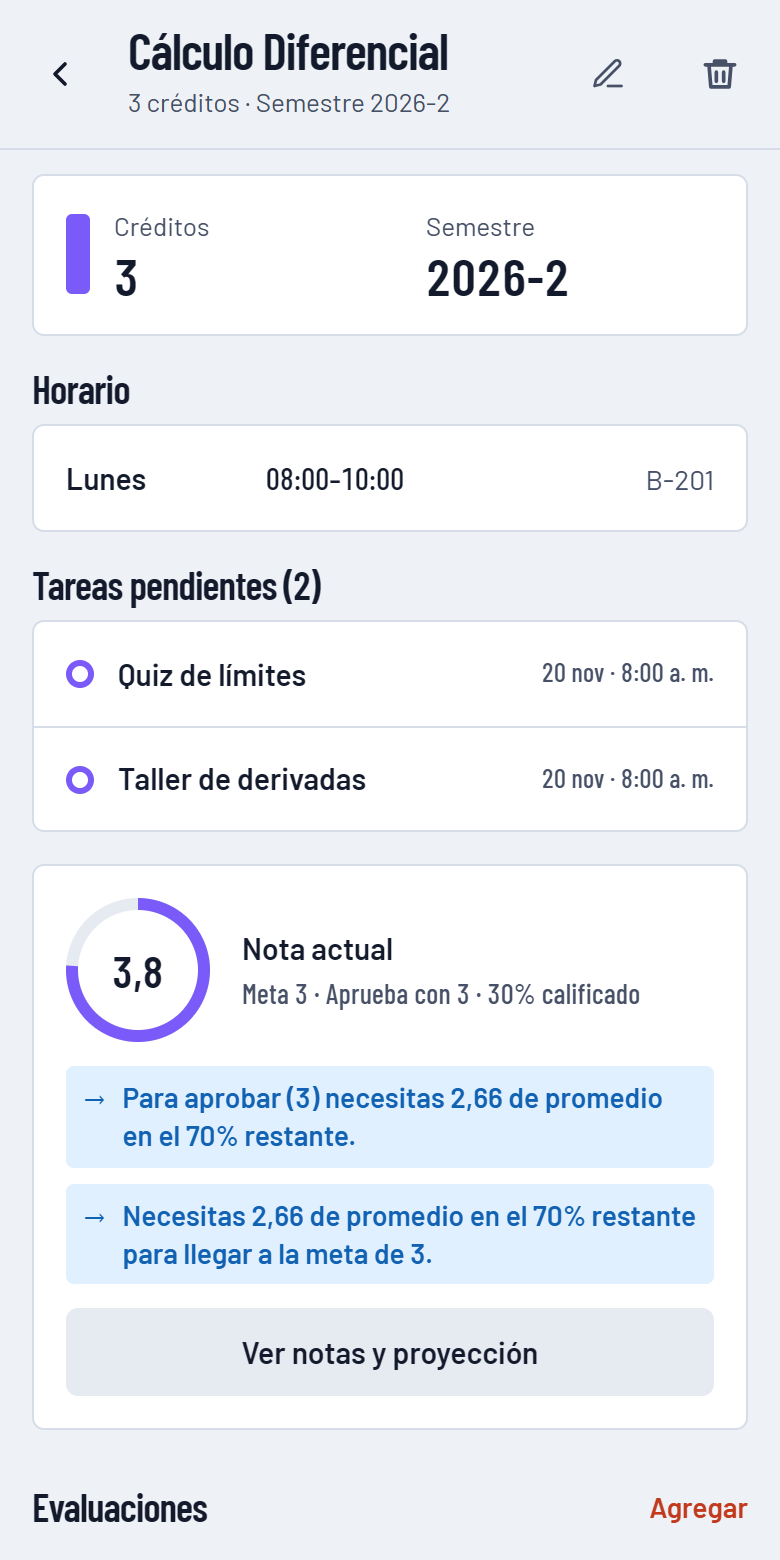 Cálculo Diferencial
3 créditos · Semestre 2026-2
Créditos
3
Semestre
2026-2
Horario
Lunes 08:00-10:00 B-201
Tareas pendientes (2)
Quiz de límites 20 nov · 8:00 a. m.
Taller de derivadas 20 nov · 8:00 a. m.
3,8
Nota actual
Meta 3 · Aprueba con 3 · 30% calificado
→ Para aprobar (3) necesitas 2,66 de promedio
en el 70% restante.
→ Necesitas 2,66 de promedio en el 70% restante
para llegar a la meta de 3.
Ver notas y proyección
Evaluaciones Agregar